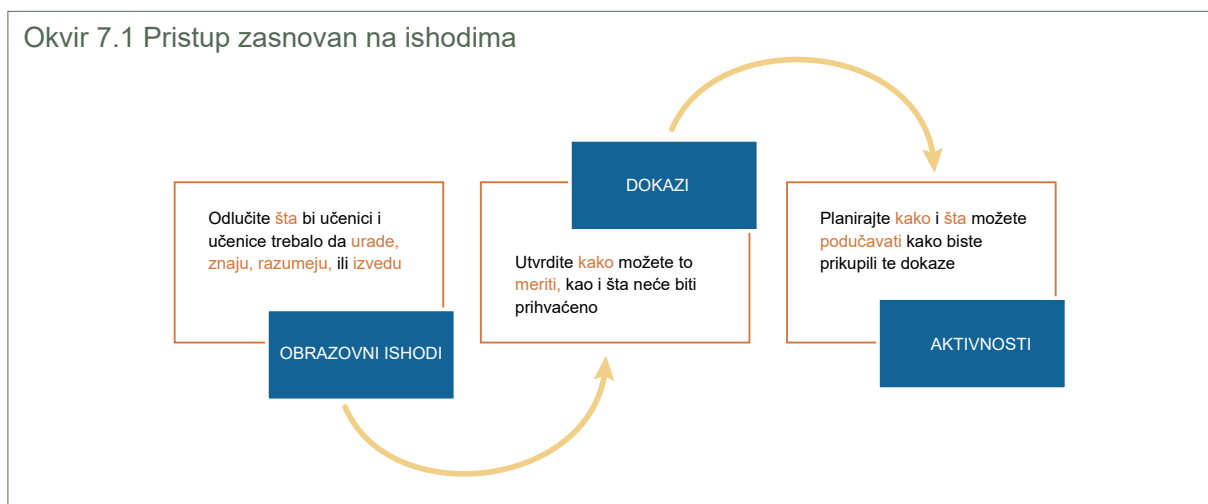 Okvir 7.1 Pristup zasnovan na ishodima
Odlučite šta bi učenici i
učenice trebalo da urade,
znaju, razumeju, ili izvedu
OBRAZOVNI ISHODI
DOKAZI
Utvrdite kako možete to
meriti, kao i šta neće biti
prihvaćeno
Planirajte kako i šta možete
podučavati kako biste
prikupili te dokaze
AKTIVNOSTI